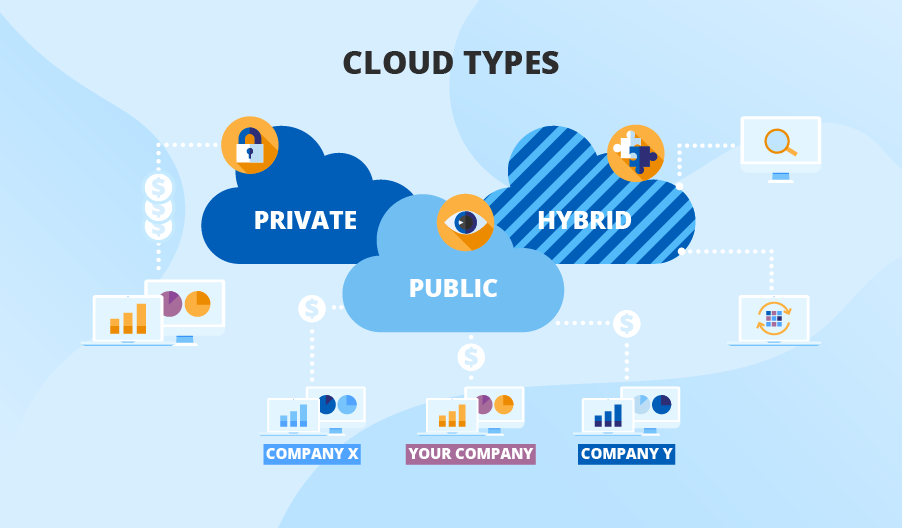 CLOUD TYPES
PRIVATE
HYBRID
PUBLIC
$
$
$
$
$
$
COMPANY X
YOUR COMPANY
COMPANY Y